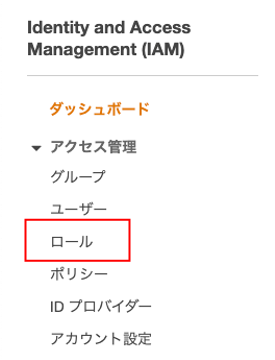 Identity and Access
Management (IAM)
ダッシュボード
アクセス管理
グループ
ユーザー
ロール
ポリシー
ID プロバイダー
アカウント設定